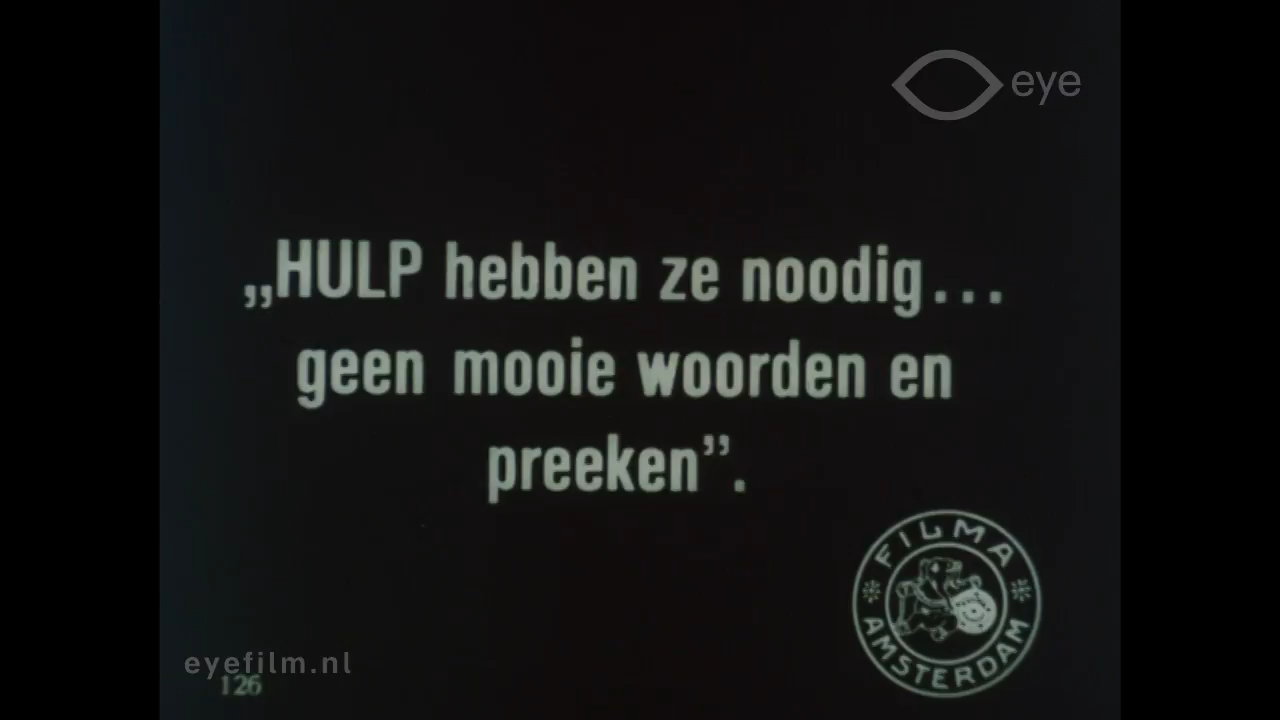 eye
„HULP hebben ze noodig...
geen mooie woorden en
preeken”.
FILMA
AMSTERDAM
eyefilm.nl
126